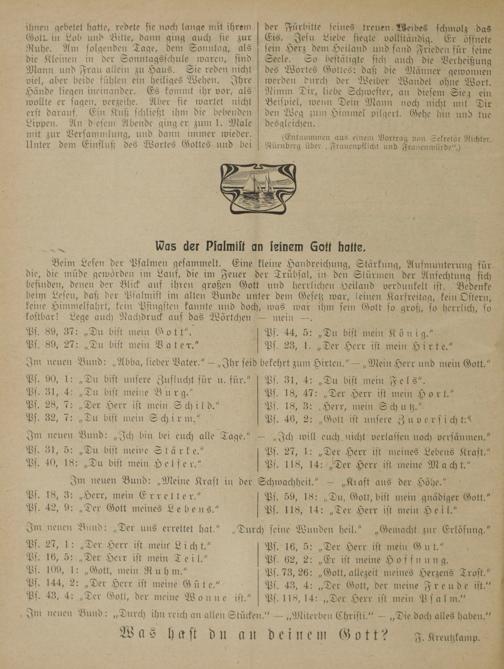 ihnen gebetet hatte, redete sie noch lange mit ihrem
Gott in Lob und Bitte, dann ging auch sie zur
Ruhe. Am folgenden Tage, dem Sonntag, als
die Kleinen in der Sonntagschule waren, sind
Mann und Frau allein zu Haus. Sie reden nicht
viel, aber beide fühlen ein heiliges Wehen. Ihre
Hände liegen ineinander. Es kommt ihr vor, als
wollte er sagen, verzeihe. Aber sie wartet nicht
erst darauf. Ein Kuß schließt ihm die bebenden
Lippen. An diesem Abende ging er zum 1. Male
mit zur Versammlung, und dann immer wieder.
Unter dem Einfluß des Wortes Gottes und bei
der Fürbitte seines treuen Weibes schmolz das
Eis. Jesu Liebe siegte vollständig. Er öffnete
sein Herz dem Heiland und fand Frieden für seine
Seele. So bestätigte sich auch die Verheißung
des Wortes Gottes: daß die Männer gewonnen
werden durch der Weiber Wandel ohne Wort.
Nimm Dir, liebe Schwester, an diesem Sieg ein
Beispiel, wenn Dein Mann noch nicht mit Dir
den Weg zum Himmel pilgert. Gehe hin und tue
desgleichen.
(Entnommen aus einem Vortrag von Sekretär Richter,
Nürnberg über „Frauenpflicht und Frauenwürde“.)
Was der Psalmist an seinem Gott hatte.
Beim Lesen der Psalmen gesammelt. Eine kleine Handreichung, Stärkung, Aufmunterung für
die, die müde geworden im Lauf, die im Feuer der Trübsal, in den Stürmen der Anfechtung sich
befinden, denen der Blick auf ihren großen Gott und herrlichen Heiland verdunkelt ist. Bedenke
beim Lesen, daß der Psalmist im alten Bunde unter dem Gesetz war, keinen Karfreitag, kein Ostern,
keine Himmelfahrt, kein Pfingsten kannte und doch, was war ihm sein Gott so groß, so herrlich, so
kostbar! Lege auch Nachdruck auf das Wörtchen — mein —.
Ps. 89, 37: „Du bist mein Gott“.
Ps. 89, 27: „Du bist mein Vater.“
Ps. 44, 5: „Du bist mein König.“
Ps. 23, 1. „Der Herr ist mein Hirte.“
Im neuen Bund: „Abba, lieber Vater.“ — „Ihr seid bekehrt zum Hirten.“ — „Mein Herr und mein Gott.“
Ps. 90, 1: „Du bist unsere Zuflucht für u. für.“
Ps. 31, 4: „Du bist meine Burg.“
Ps. 28, 7: „Der Herr ist mein Schild.“
Ps. 32, 7: „Du bist mein Schirm.“
Ps. 31, 4: „Du bist mein Fels“.
Ps. 18, 47: „Der Herr ist mein Hort.“
Ps. 18, 3: „Herr, mein Schutz.“
Ps. 46, 2: „Gott ist unsere Zuversicht.“
Im neuen Bund: „Ich bin bei euch alle Tage.“ — „Ich will euch nicht verlassen noch versäumen.“
Ps. 31, 5: „Du bist meine Stärke.“
Ps. 40, 18: „Du bist mein Helfer.“
Ps. 27, 1: „Der Herr ist meines Lebens Kraft.“
Ps. 118, 14: „Der Herr ist meine Macht.“
Im neuen Bund: „Meine Kraft in der Schwachheit.“ — „Kraft aus der Höhe.“
Ps. 18, 3: „Herr, mein Erretter.“
Ps. 42, 9: „Der Gott meines Lebens.“
Ps. 59, 18: „Du, Gott, bist mein gnädiger Gott.“
Ps. 118, 14: „Der Herr ist mein Heil.“
Im neuen Bund: „Der uns errettet hat.“ „Durch seine Wunden heil.“ „Gemacht zur Erlösung.“
Ps. 27, 1: „Der Herr ist mein Licht.“
Ps. 16, 5: „Der Herr ist mein Teil.“
Ps. 109, 1: „Gott, mein Ruhm.“
Ps. 144, 2: „Der Herr ist meine Güte.“
Ps. 43, 4: „Der Gott, der meine Wonne ist.“
Ps. 16, 5: „Der Herr ist mein Gut.“
Ps. 62, 2: „Er ist meine Hoffnung.
Ps. 73, 26: „Gott, allezeit meines Herzens Trost.“
Ps. 43, 4: „Der Gott, der meine Freude ist.“
Ps. 118, 14: „Der Herr ist mein Psalm.“
Im neuen Bund: „Durch ihn reich an allen Stücken.“ — „Miterben Christi.“ — „Die doch alles haben.“
Was hast du an deinem Gott?
F. Kreutzkamp.